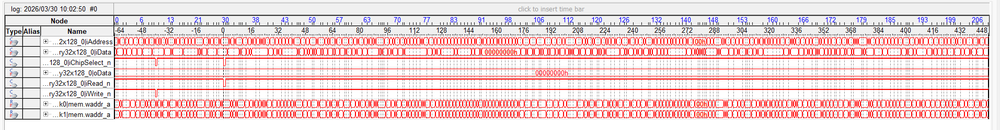 log: 2026/03/30 10:02:50 #0
click to insert time bar
Node
0 6 13 21 30 38 43 50 57 63 70 77 83 91 98 106 112 120 126 132 140 148 153 160 166 172 179 185 193 199 206
Type Alias Name
-64 -48 -32 -16 0 16 32 48 64 80 96 112 128 144 160 176 192 208 224 240 256 272 288 304 320 336 352 368 384 400 416 432 448
...2x128_0|iAddress 00h
...ry32x128_0|iData 00000000h
...128_0|iChipSelect_n
...y32x128_0|oData 00000000h
...ry32x128_0|iRead_n
...ry32x128_0|iWrite_n
...k0|mem.waddr_a 00h
...k1|mem.waddr_a 00h